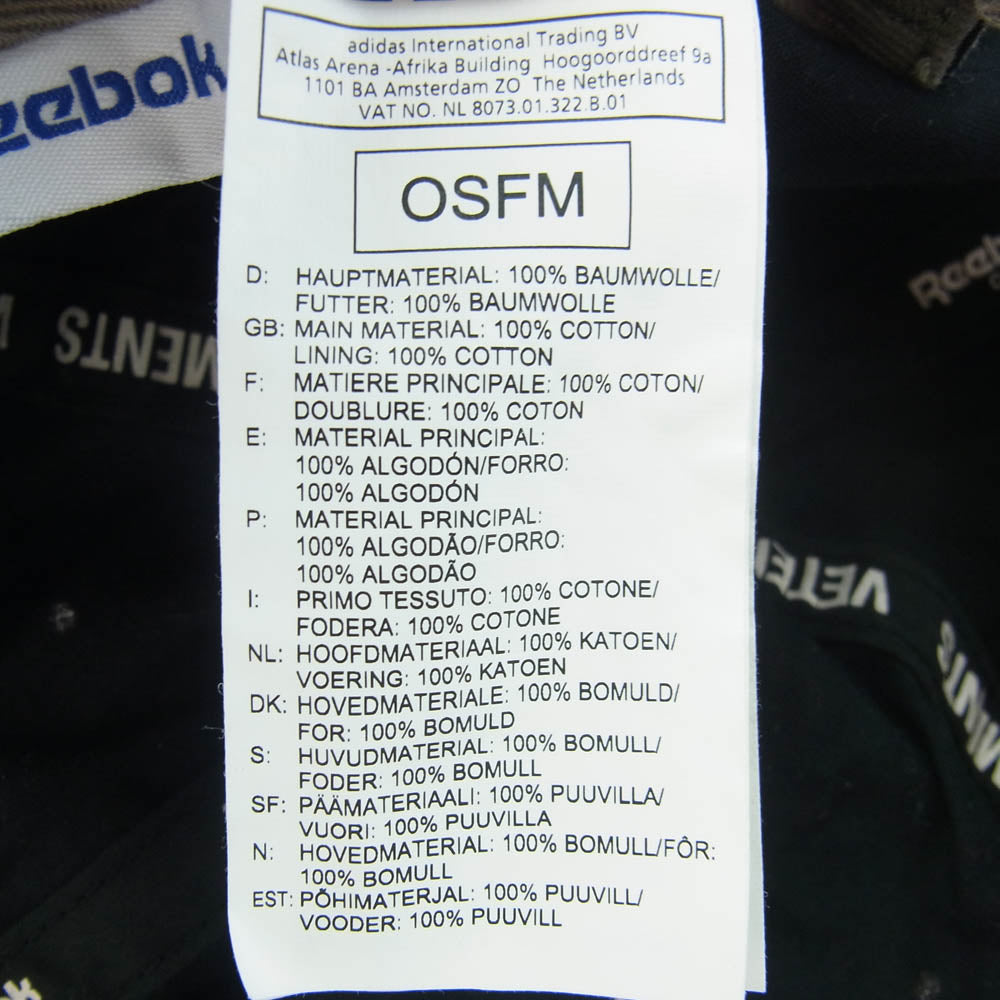 adidas International Trading BV
Atlas Arena -Afrika Building Hoogoorddreef 9a
1101 BA Amsterdam ZO The Netherlands
VAT NO. NL 8073.01.322.B.01
eebok
OSFM
D: HAUPTMATERIAL: 100% BAUMWOLLE/
FUTTER: 100% BAUMWOLLE
GB: MAIN MATERIAL: 100% COTTON/
LINING: 100% COTTON
F: MATIERE PRINCIPALE: 100% COTON/
DOUBLURE: 100% COTON
E: MATERIAL PRINCIPAL:
100% ALGODÓN/FORRO:
100% ALGODÓN
P: MATERIAL PRINCIPAL:
100% ALGODÃO/FORRO:
100% ALGODÃO
I: PRIMO TESSUTO: 100% COTONE/
FODERA: 100% COTONE
NL: HOOFDMATERIAAL: 100% KATOEN/
VOERING: 100% KATOEN
DK: HOVEDMATERIALE: 100% BOMULD/
FOR: 100% BOMULD
S: HUVUDMATERIAL: 100% BOMULL/
FODER: 100% BOMULL
SF: PÄÄMATERIAALI: 100% PUUVILLA/
VUORI: 100% PUUVILLA
N: HOVEDMATERIAL: 100% BOMULL/FÔR:
100% BOMULL
EST: PÕHIMATERJAL: 100% PUUVILL/
VOODER: 100% PUUVILL
Reeb
MENTS
VETE
MENTS